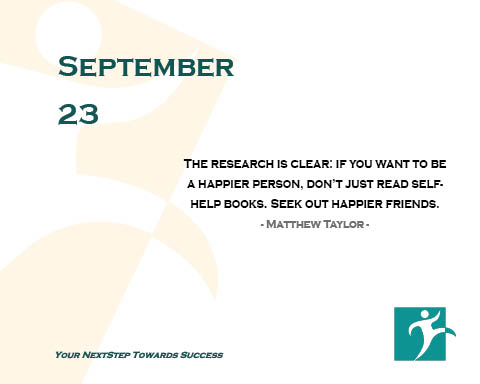 September
23
The research is clear: if you want to be
a happier person, don't just read self-
help books. Seek out happier friends.
- Matthew Taylor -
Your NextStep Towards Success